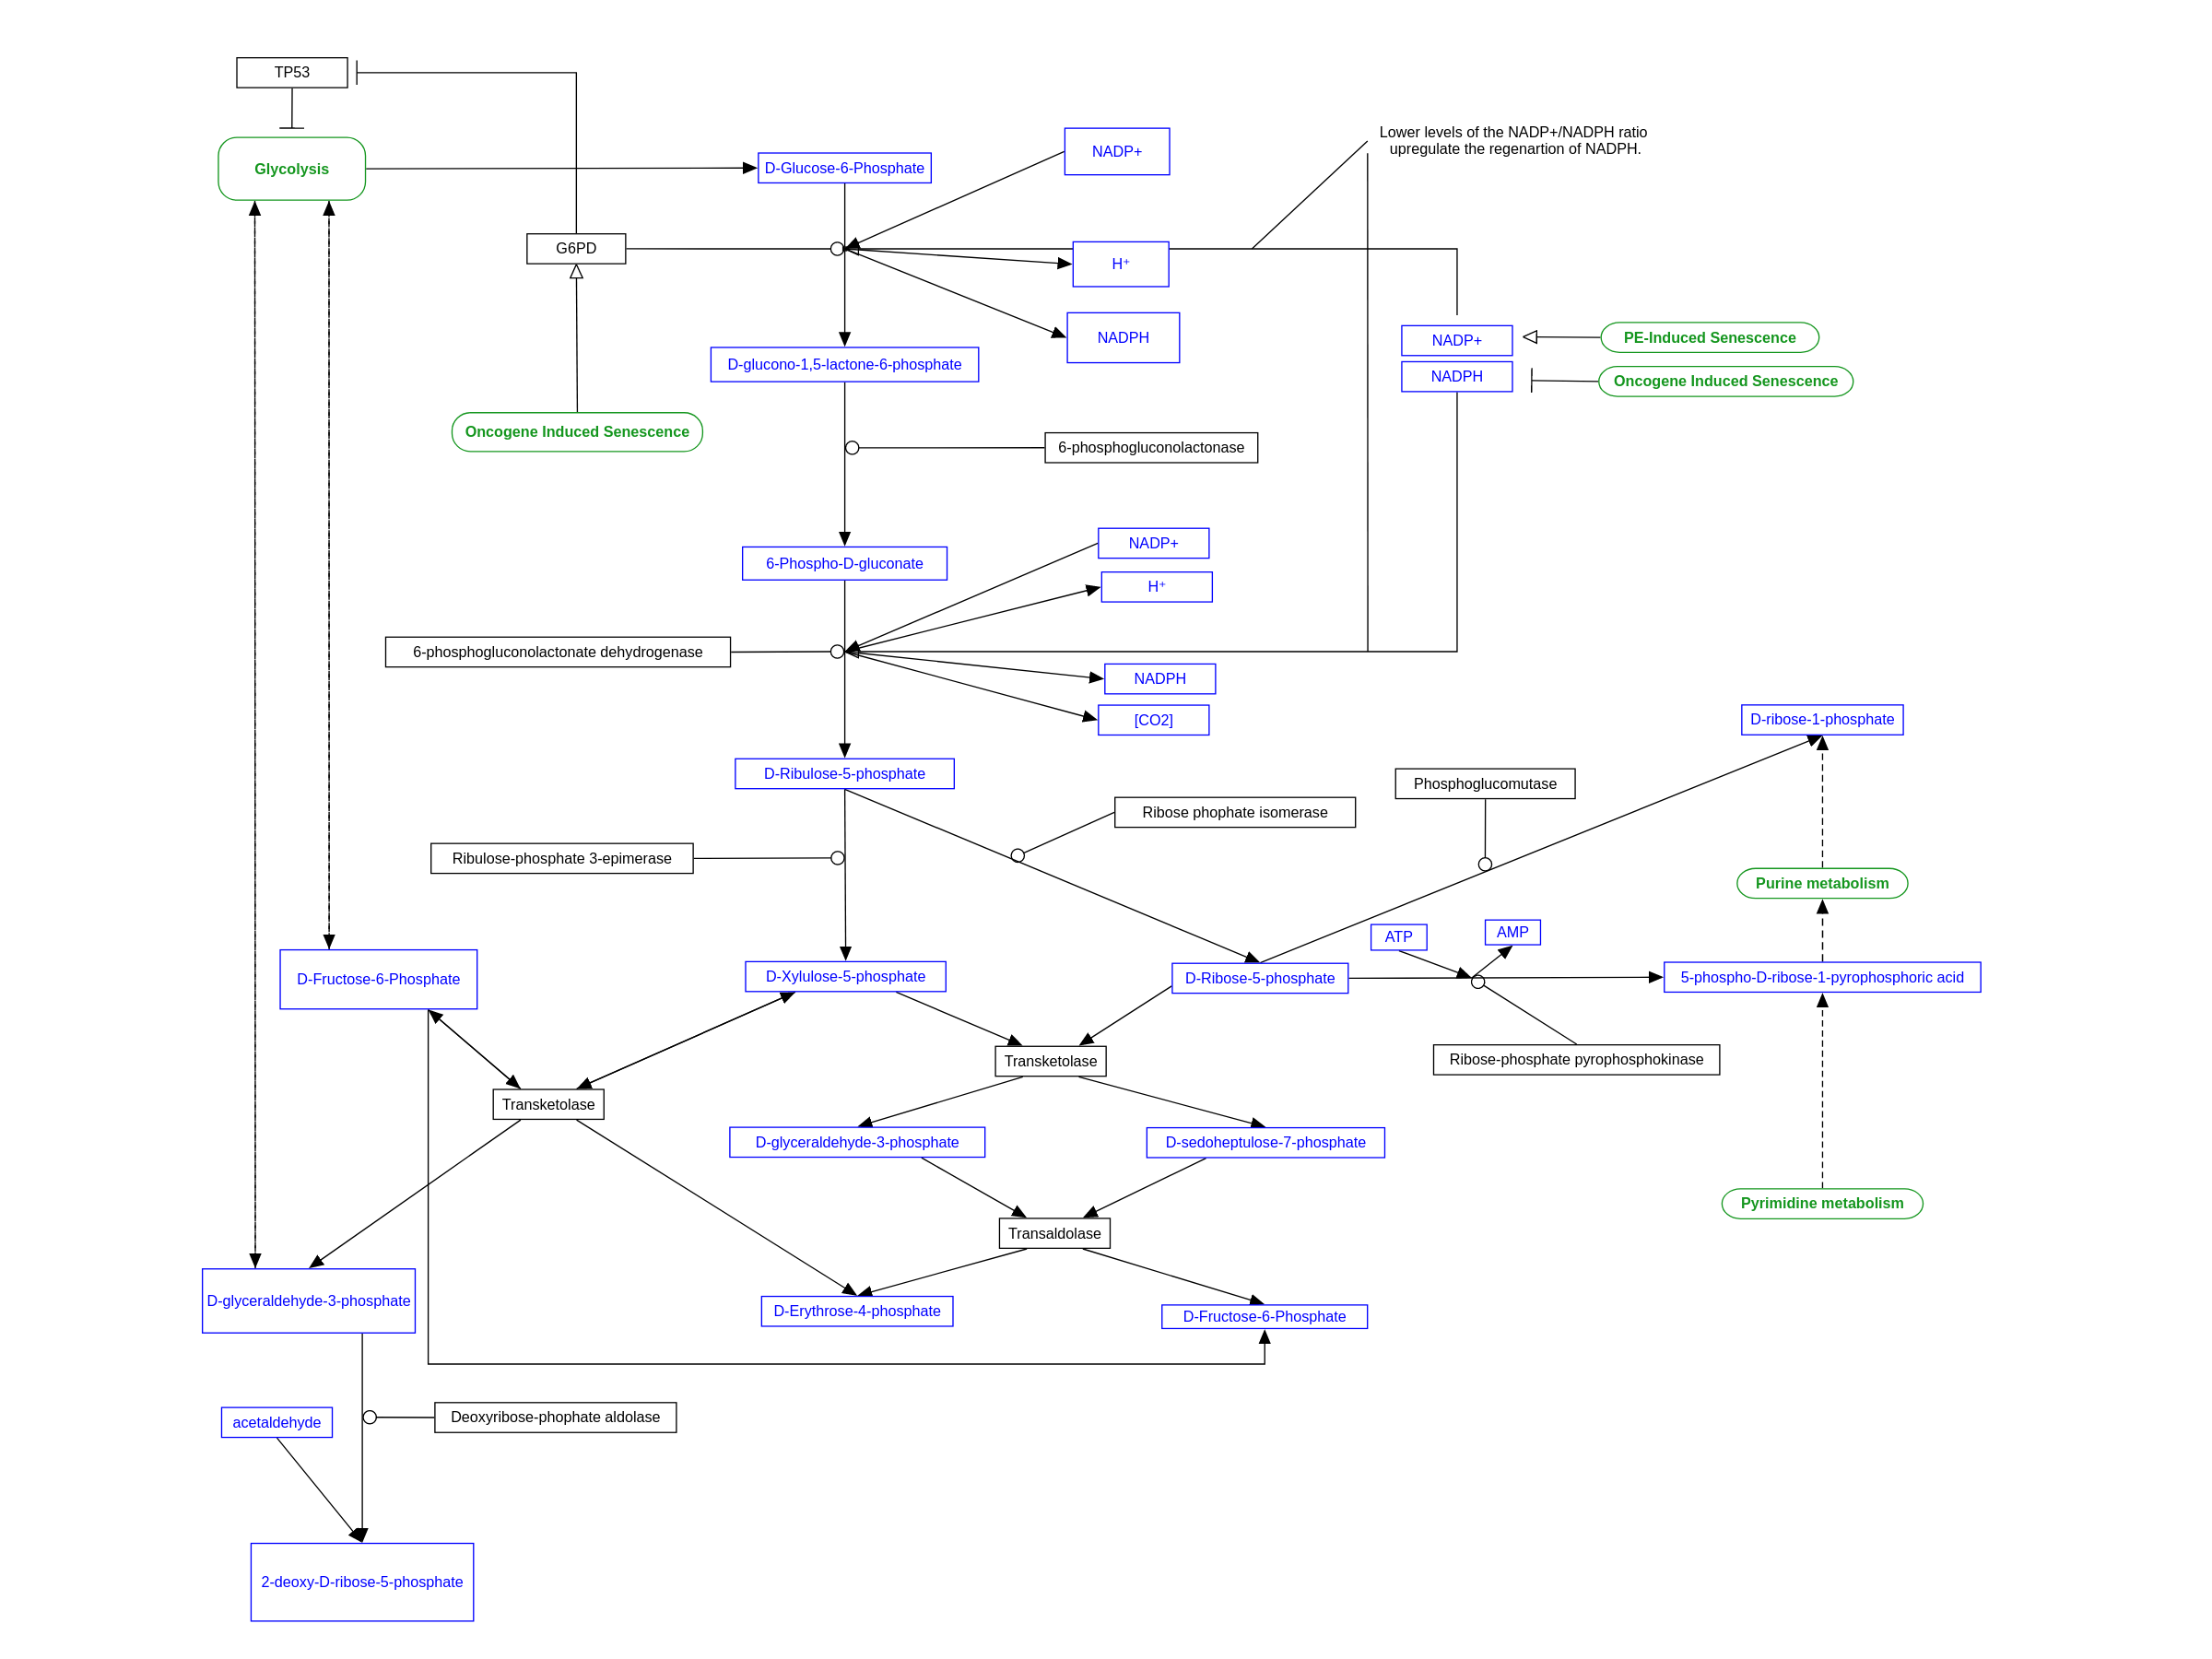 TP53
Lower levels of the NADP+/NADPH ratio
upregulate the regenartion of NADPH.
NADP+
Glycolysis
D-Glucose-6-Phosphate
G6PD
H⁺
NADPH
NADP+
PE-Induced Senescence
D-glucono-1,5-lactone-6-phosphate
NADPH
Oncogene Induced Senescence
Oncogene Induced Senescence
6-phosphogluconolactonase
NADP+
6-Phospho-D-gluconate
H⁺
6-phosphogluconolactonate dehydrogenase
NADPH
[CO2]
D-ribose-1-phosphate
D-Ribulose-5-phosphate
Phosphoglucomutase
Ribose phophate isomerase
Ribulose-phosphate 3-epimerase
Purine metabolism
ATP
AMP
D-Fructose-6-Phosphate
D-Xylulose-5-phosphate
D-Ribose-5-phosphate
5-phospho-D-ribose-1-pyrophosphoric acid
Transketolase
Ribose-phosphate pyrophosphokinase
Transketolase
D-glyceraldehyde-3-phosphate
D-sedoheptulose-7-phosphate
Pyrimidine metabolism
Transaldolase
D-glyceraldehyde-3-phosphate
D-Erythrose-4-phosphate
D-Fructose-6-Phosphate
acetaldehyde
Deoxyribose-phophate aldolase
2-deoxy-D-ribose-5-phosphate